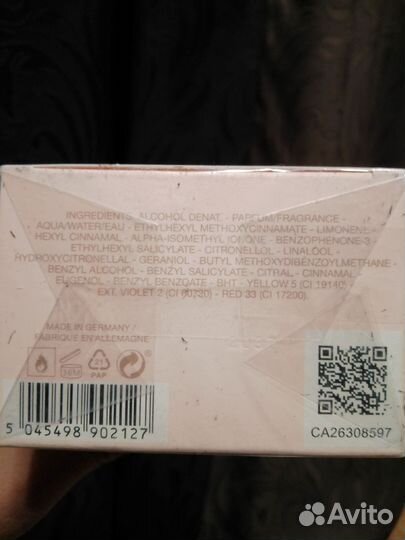 INGREDIENTS: ALCOHOL DENAT. - PARFUM/FRAGRANCE -
AQUA/WATER/EAU - ETHYLHEXYL METHOXYCINNAMATE - LIMONENE -
HEXYL CINNAMAL - ALPHA-ISOMETHYL IONONE - BENZOPHENONE-3 -
ETHYLHEXYL SALICYLATE - CITRONELLOL - LINALOOL -
HYDROXYCITRONELLAL - GERANIOL - BUTYL METHOXYDIBENZOYLMETHANE -
BENZYL ALCOHOL - BENZYL SALICYLATE - CITRAL - CINNAMAL -
EUGENOL - BENZYL BENZOATE - BHT - YELLOW 5 (CI 19140) -
EXT. VIOLET 2 (CI 60730) - RED 33 (CI 17200).
MADE IN GERMANY /
FABRIQUÉ EN ALLEMAGNE
36M
21
PAP
5 045498 902127
CA26308597
Avito